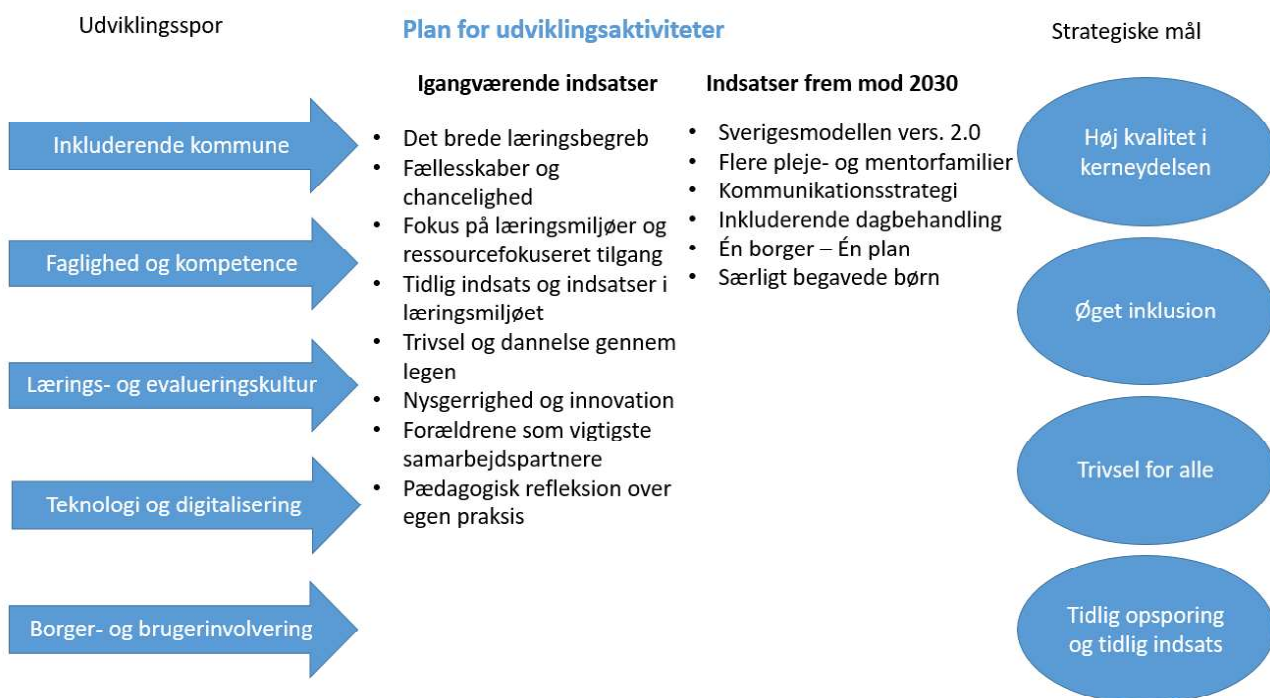 Udviklingsspor
Plan for udviklingsaktiviteter
Strategiske mål
Inkluderende kommune
Faglighed og kompetence
Lærings- og evalueringskultur
Teknologi og digitalisering
Borger- og brugerinvolvering
Igangværende indsatser
• Det brede læringsbegreb
• Fællesskaber og
chancelighed
• Fokus på læringsmiljøer og
ressourcefokuseret tilgang
• Tidlig indsats og indsatser i
læringsmiljøet
• Trivsel og dannelse gennem
legen
• Nysgerrighed og innovation
• Forældrene som vigtigste
samarbejdspartnere
• Pædagogisk refleksion over
egen praksis
Indsatser frem mod 2030
• Sverigesmodellen vers. 2.0
• Flere pleje- og mentorfamilier
• Kommunikationsstrategi
• Inkluderende dagbehandling
• Én borger – Én plan
• Særligt begavede børn
Høj kvalitet i
kerneydelsen
Øget inklusion
Trivsel for alle
Tidlig opsporing
og tidlig indsats